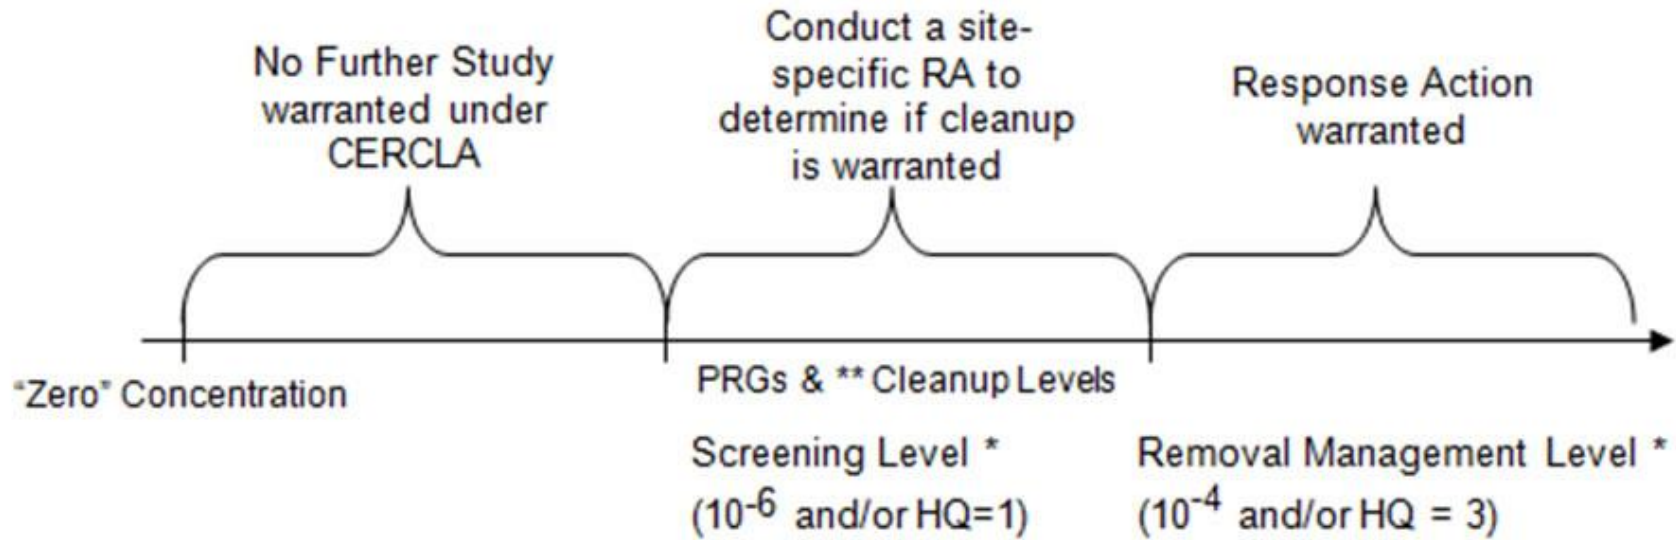 No Further Study
warranted under
CERCLA
Conduct a site-
specific RA to
determine if cleanup
is warranted
Response Action
warranted
"Zero" Concentration
PRGs & ** Cleanup Levels
Screening Level *
(10-6 and/or HQ=1)
Removal Management Level *
(10-4 and/or HQ = 3)